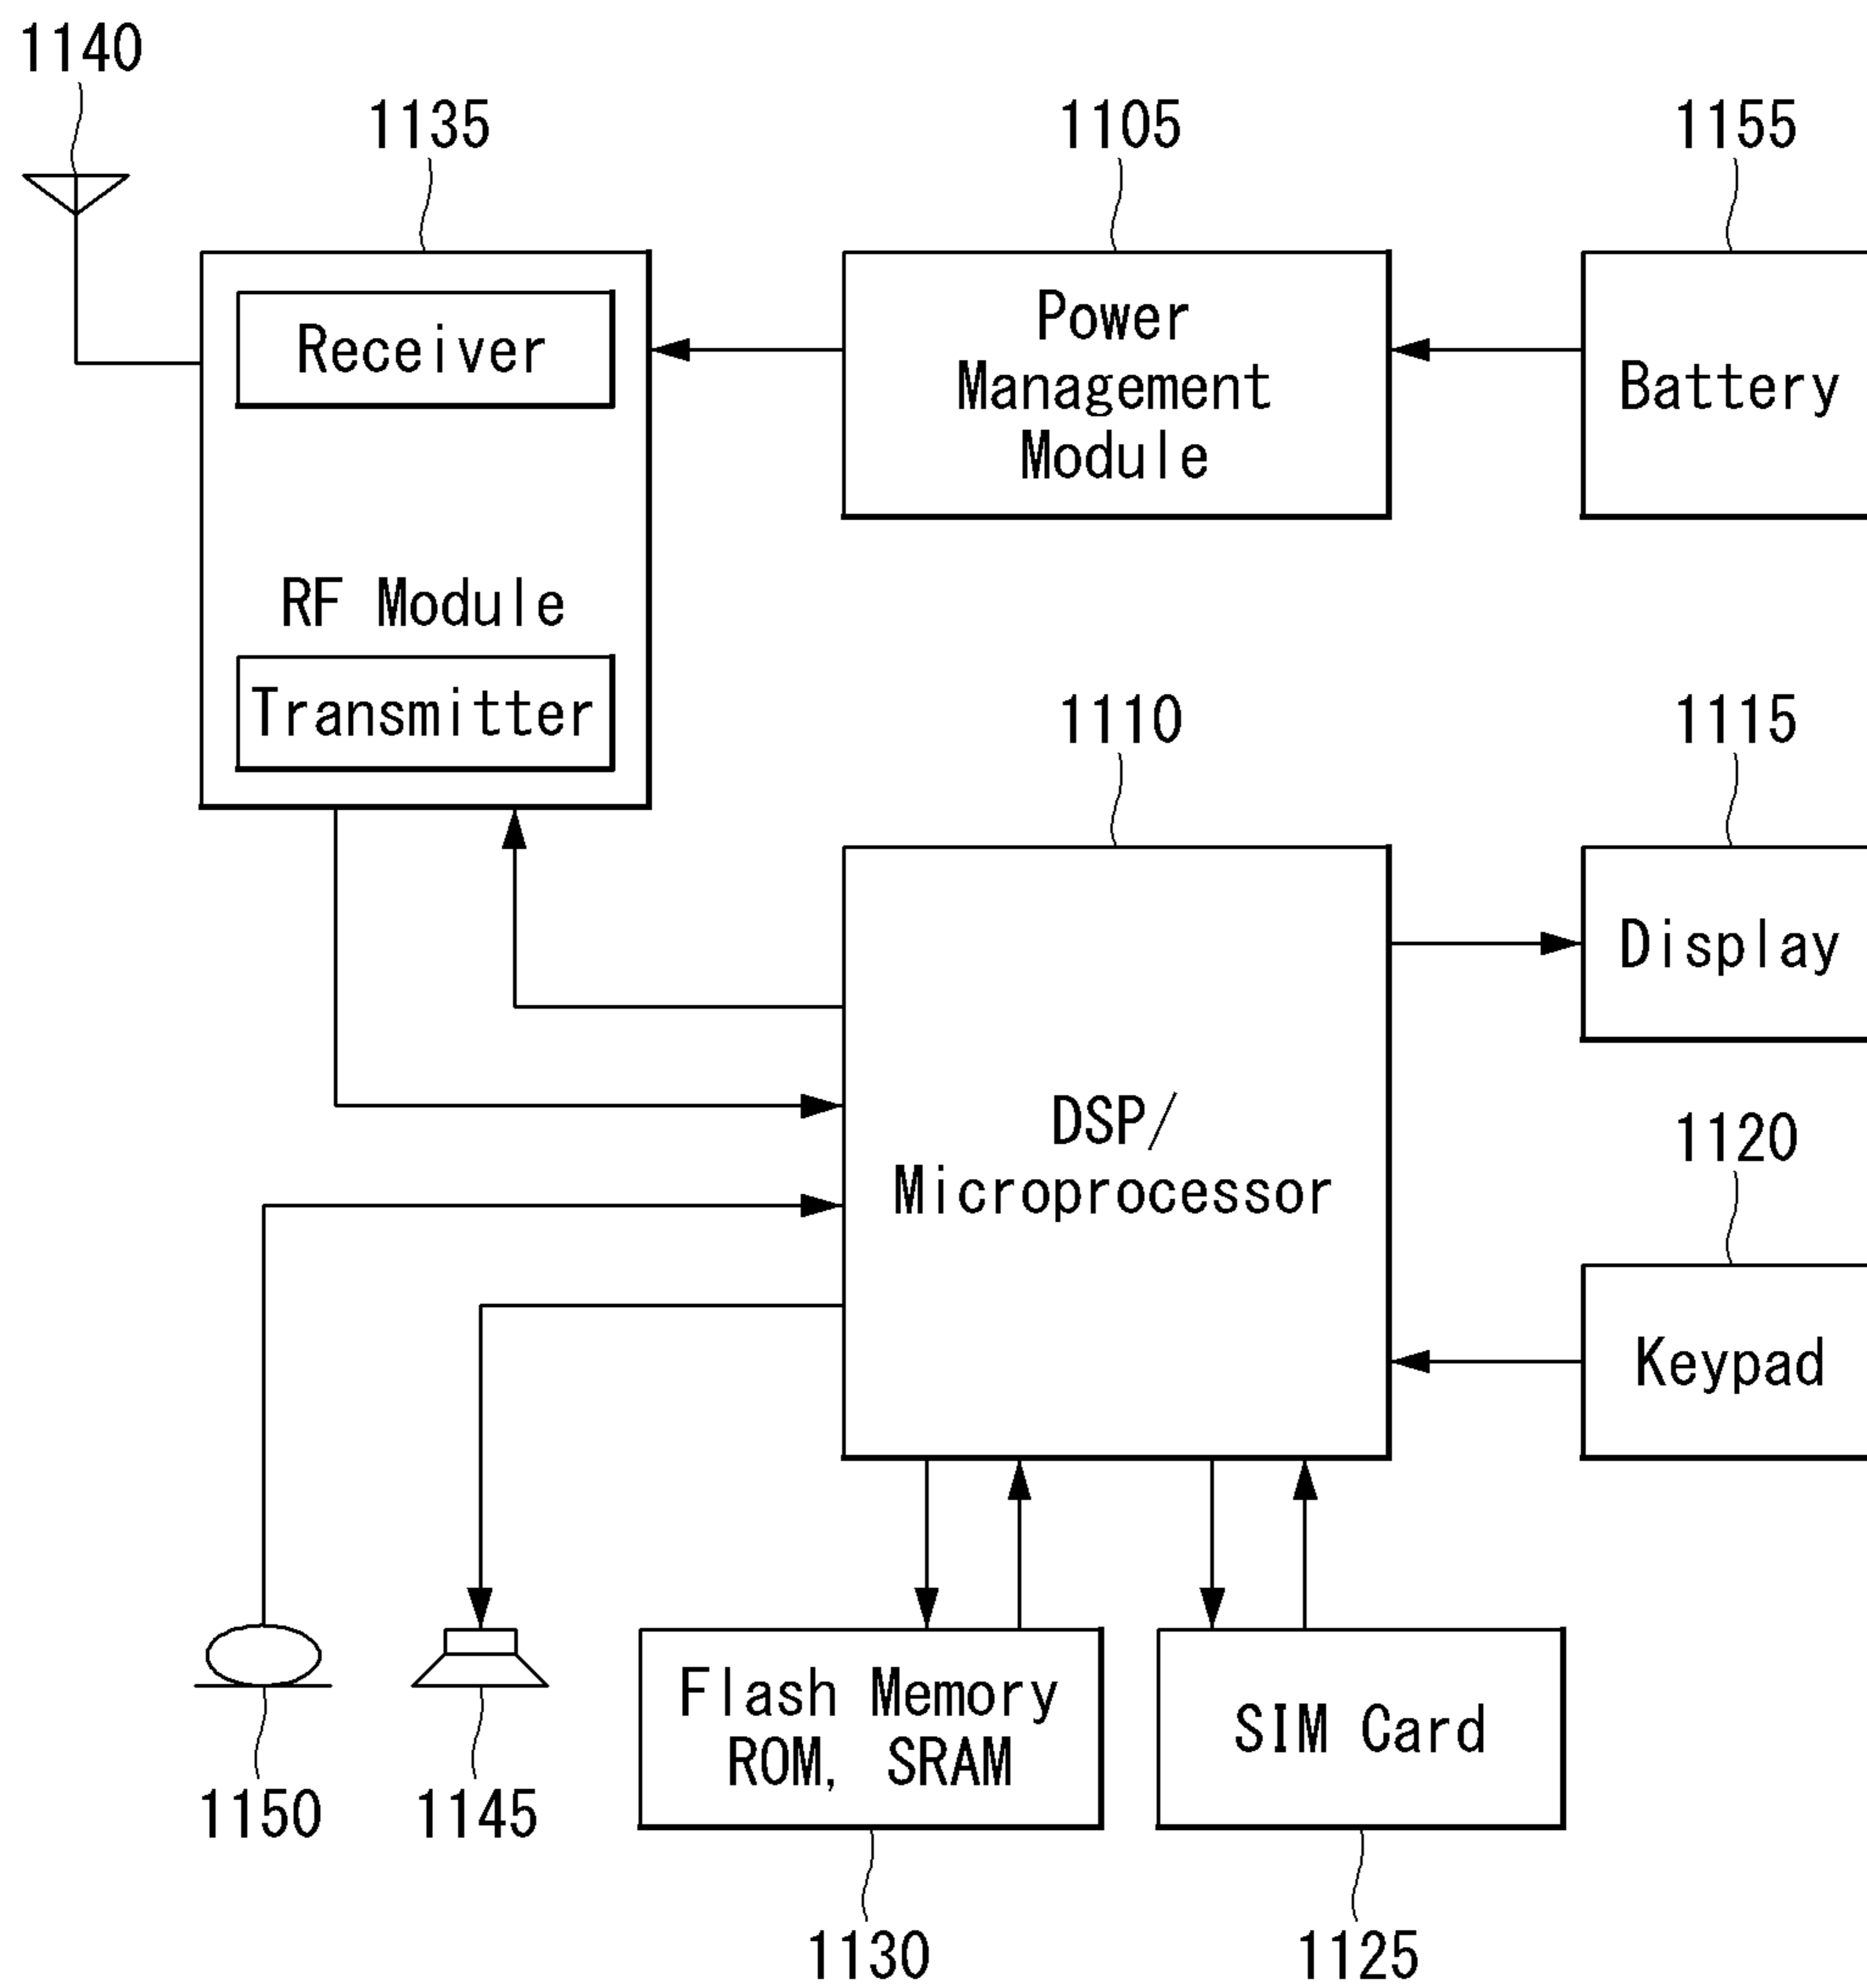 1140
1135
1105
1155
Receiver
Power
Management
Module
Battery
RF Module
Transmitter
1110
1115
Display
DSP/
Microprocessor
1120
Keypad
Flash Memory
ROM, SRAM
SIM Card
1150
1145
1130
1125